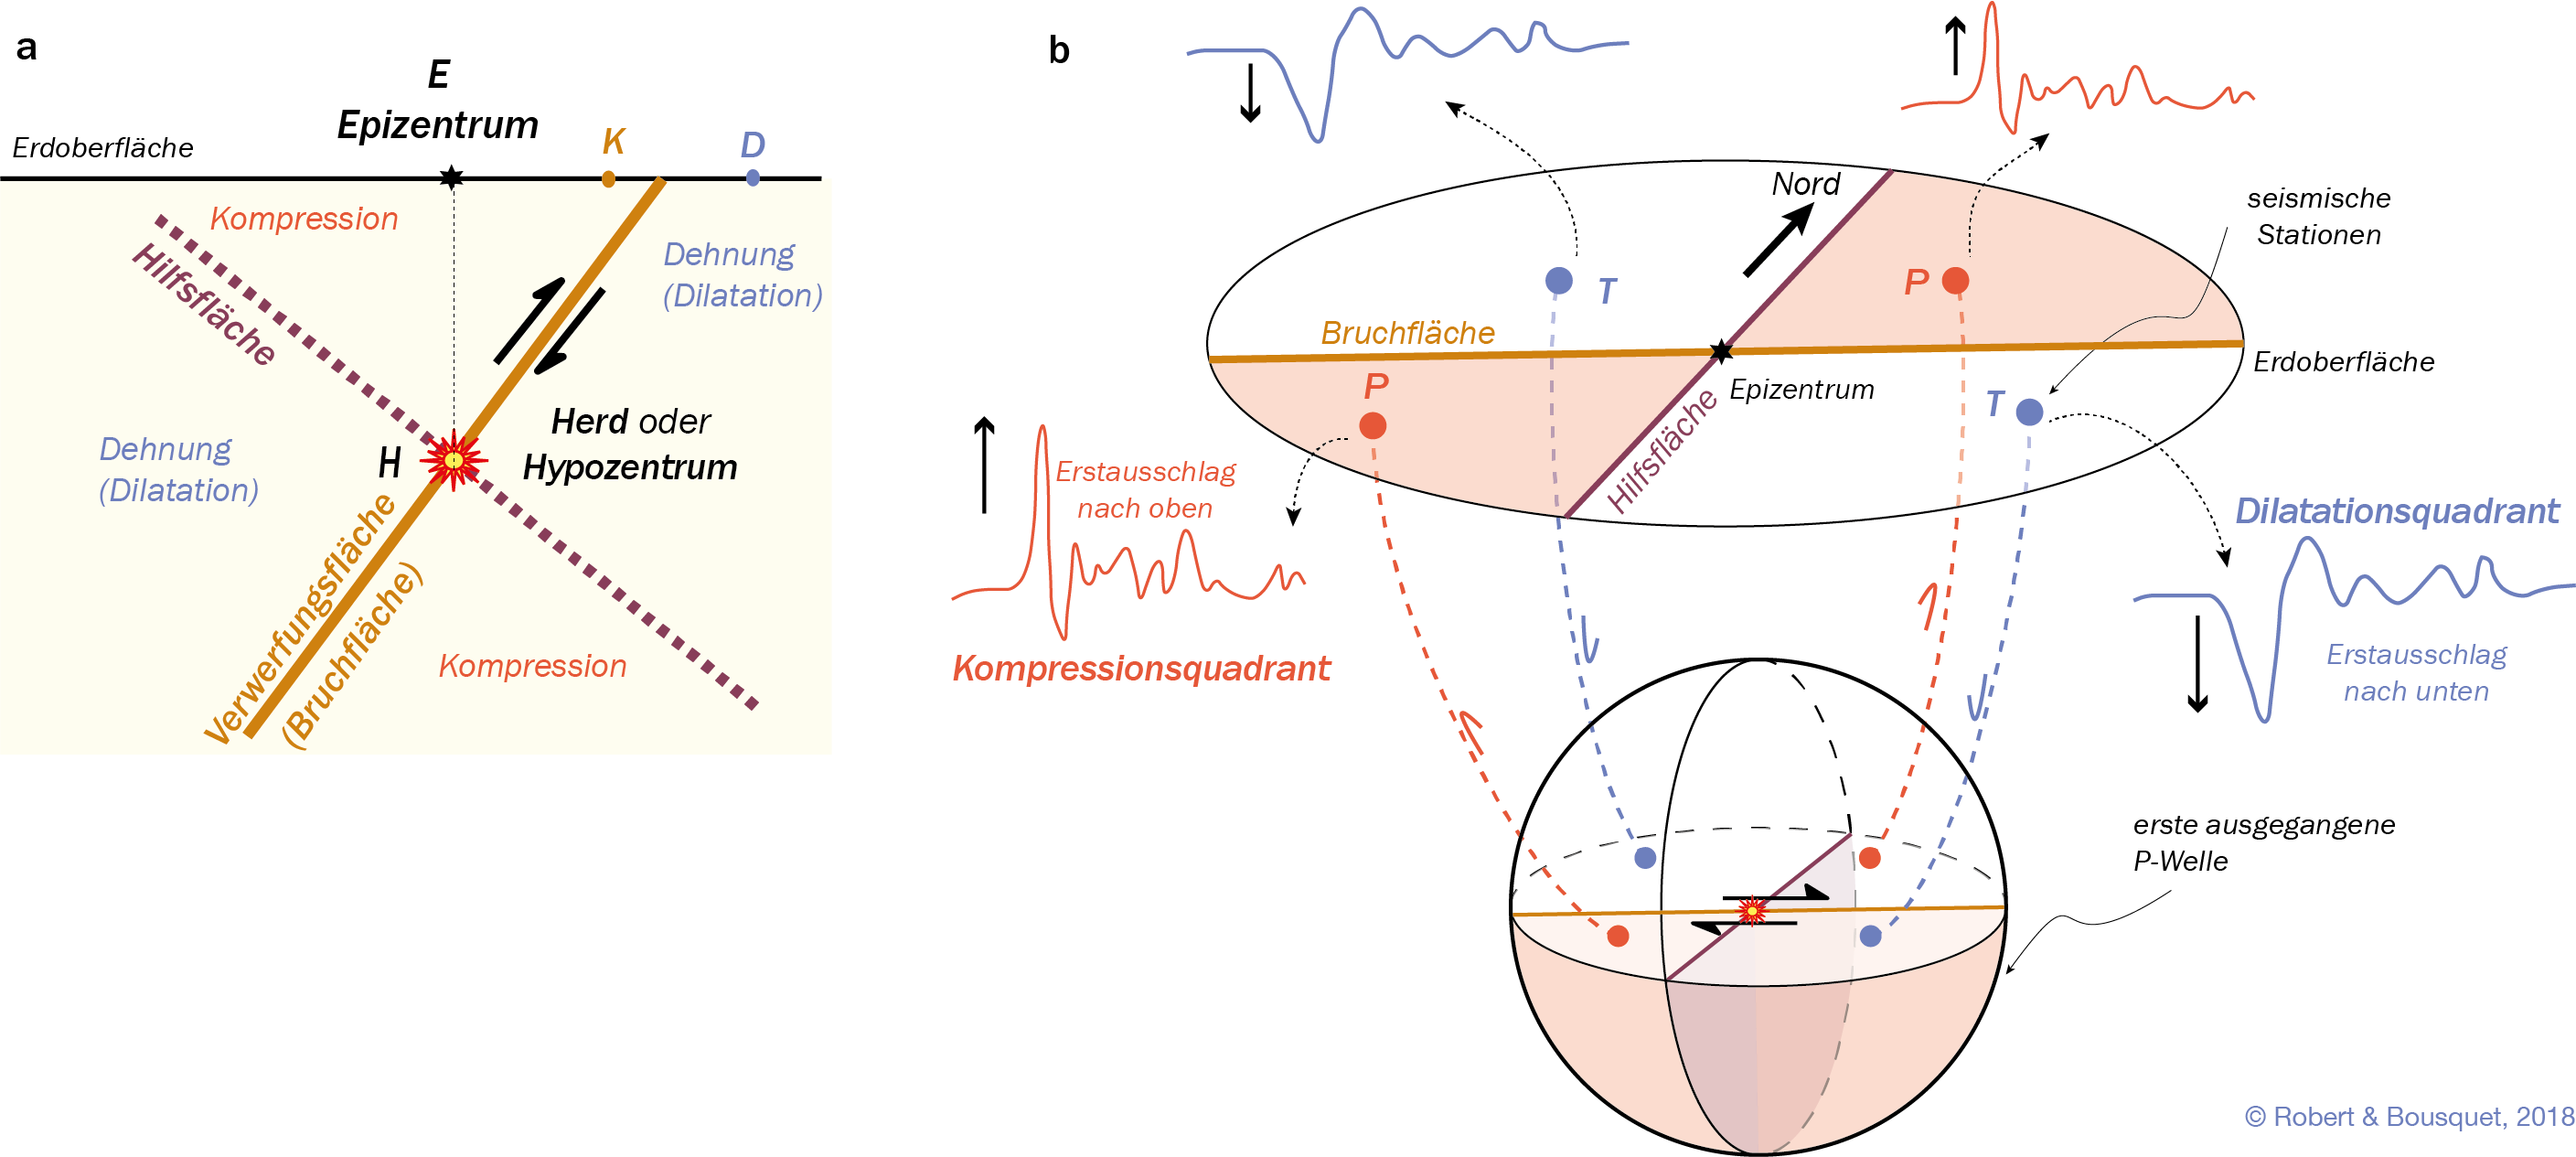 a
E
Epizentrum
Erdoberfläche
K
D
Kompression
Hilfsfläche
Dehnung
(Dilatation)
Dehnung
(Dilatation)
H
Herd oder
Hypozentrum
Verwerfungsfläche
(Bruchfläche)
Kompression
b
Nord
seismische
Stationen
T
P
Bruchfläche
Erdoberfläche
P
Epizentrum
T
Hilfsfläche
Erstausschlag
nach oben
Kompressionsquadrant
Dilatationsquadrant
Erstausschlag
nach unten
erste ausgegangene
P-Welle
© Robert & Bousquet, 2018